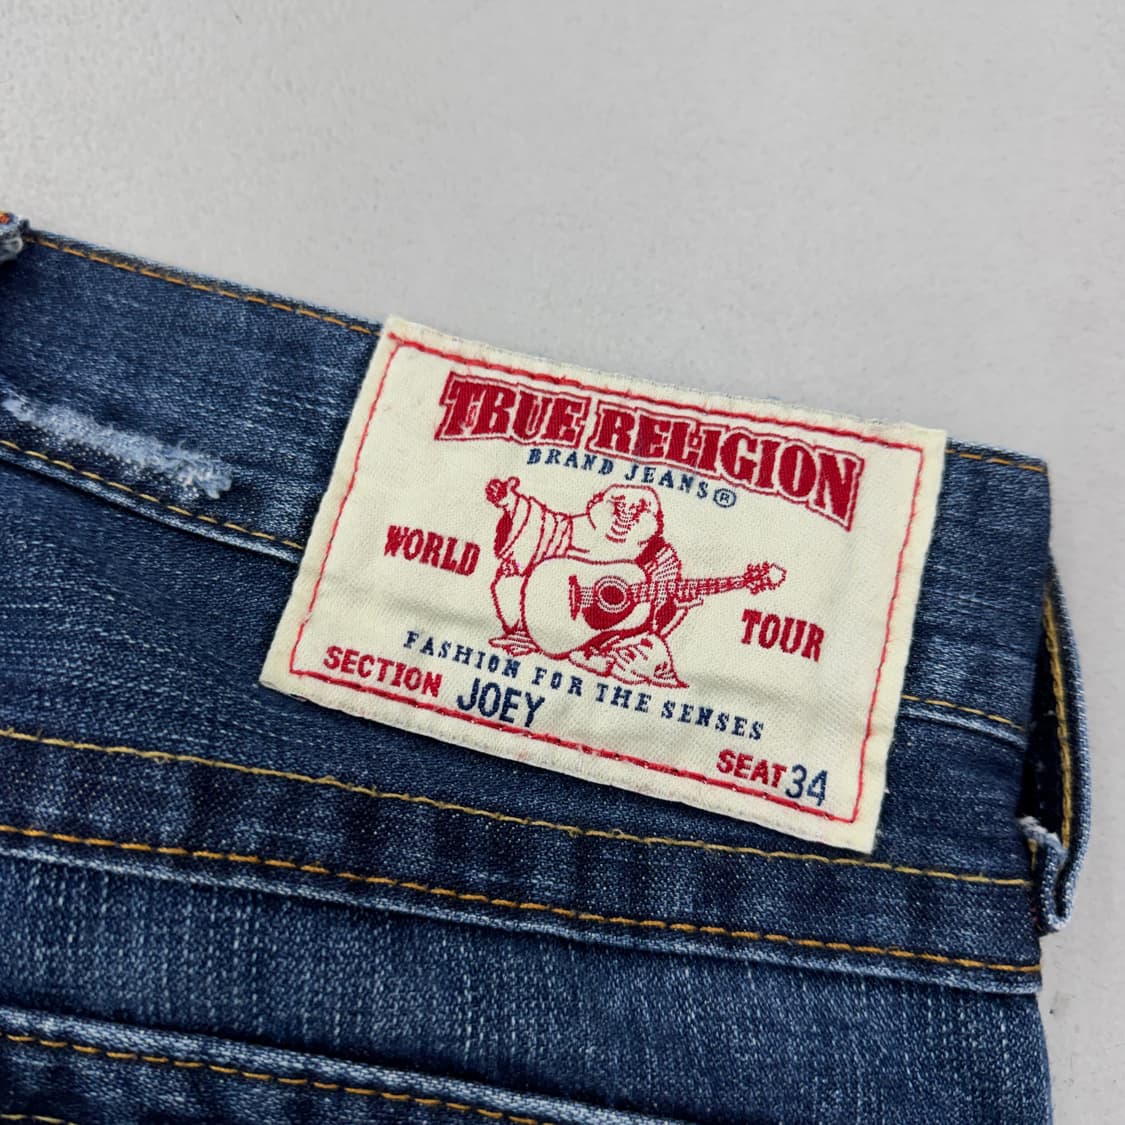 TRUE RELIGION
BRAND JEANS®
WORLD TOUR
FASHION FOR THE SENSES
SECTION JOEY
SEAT 34